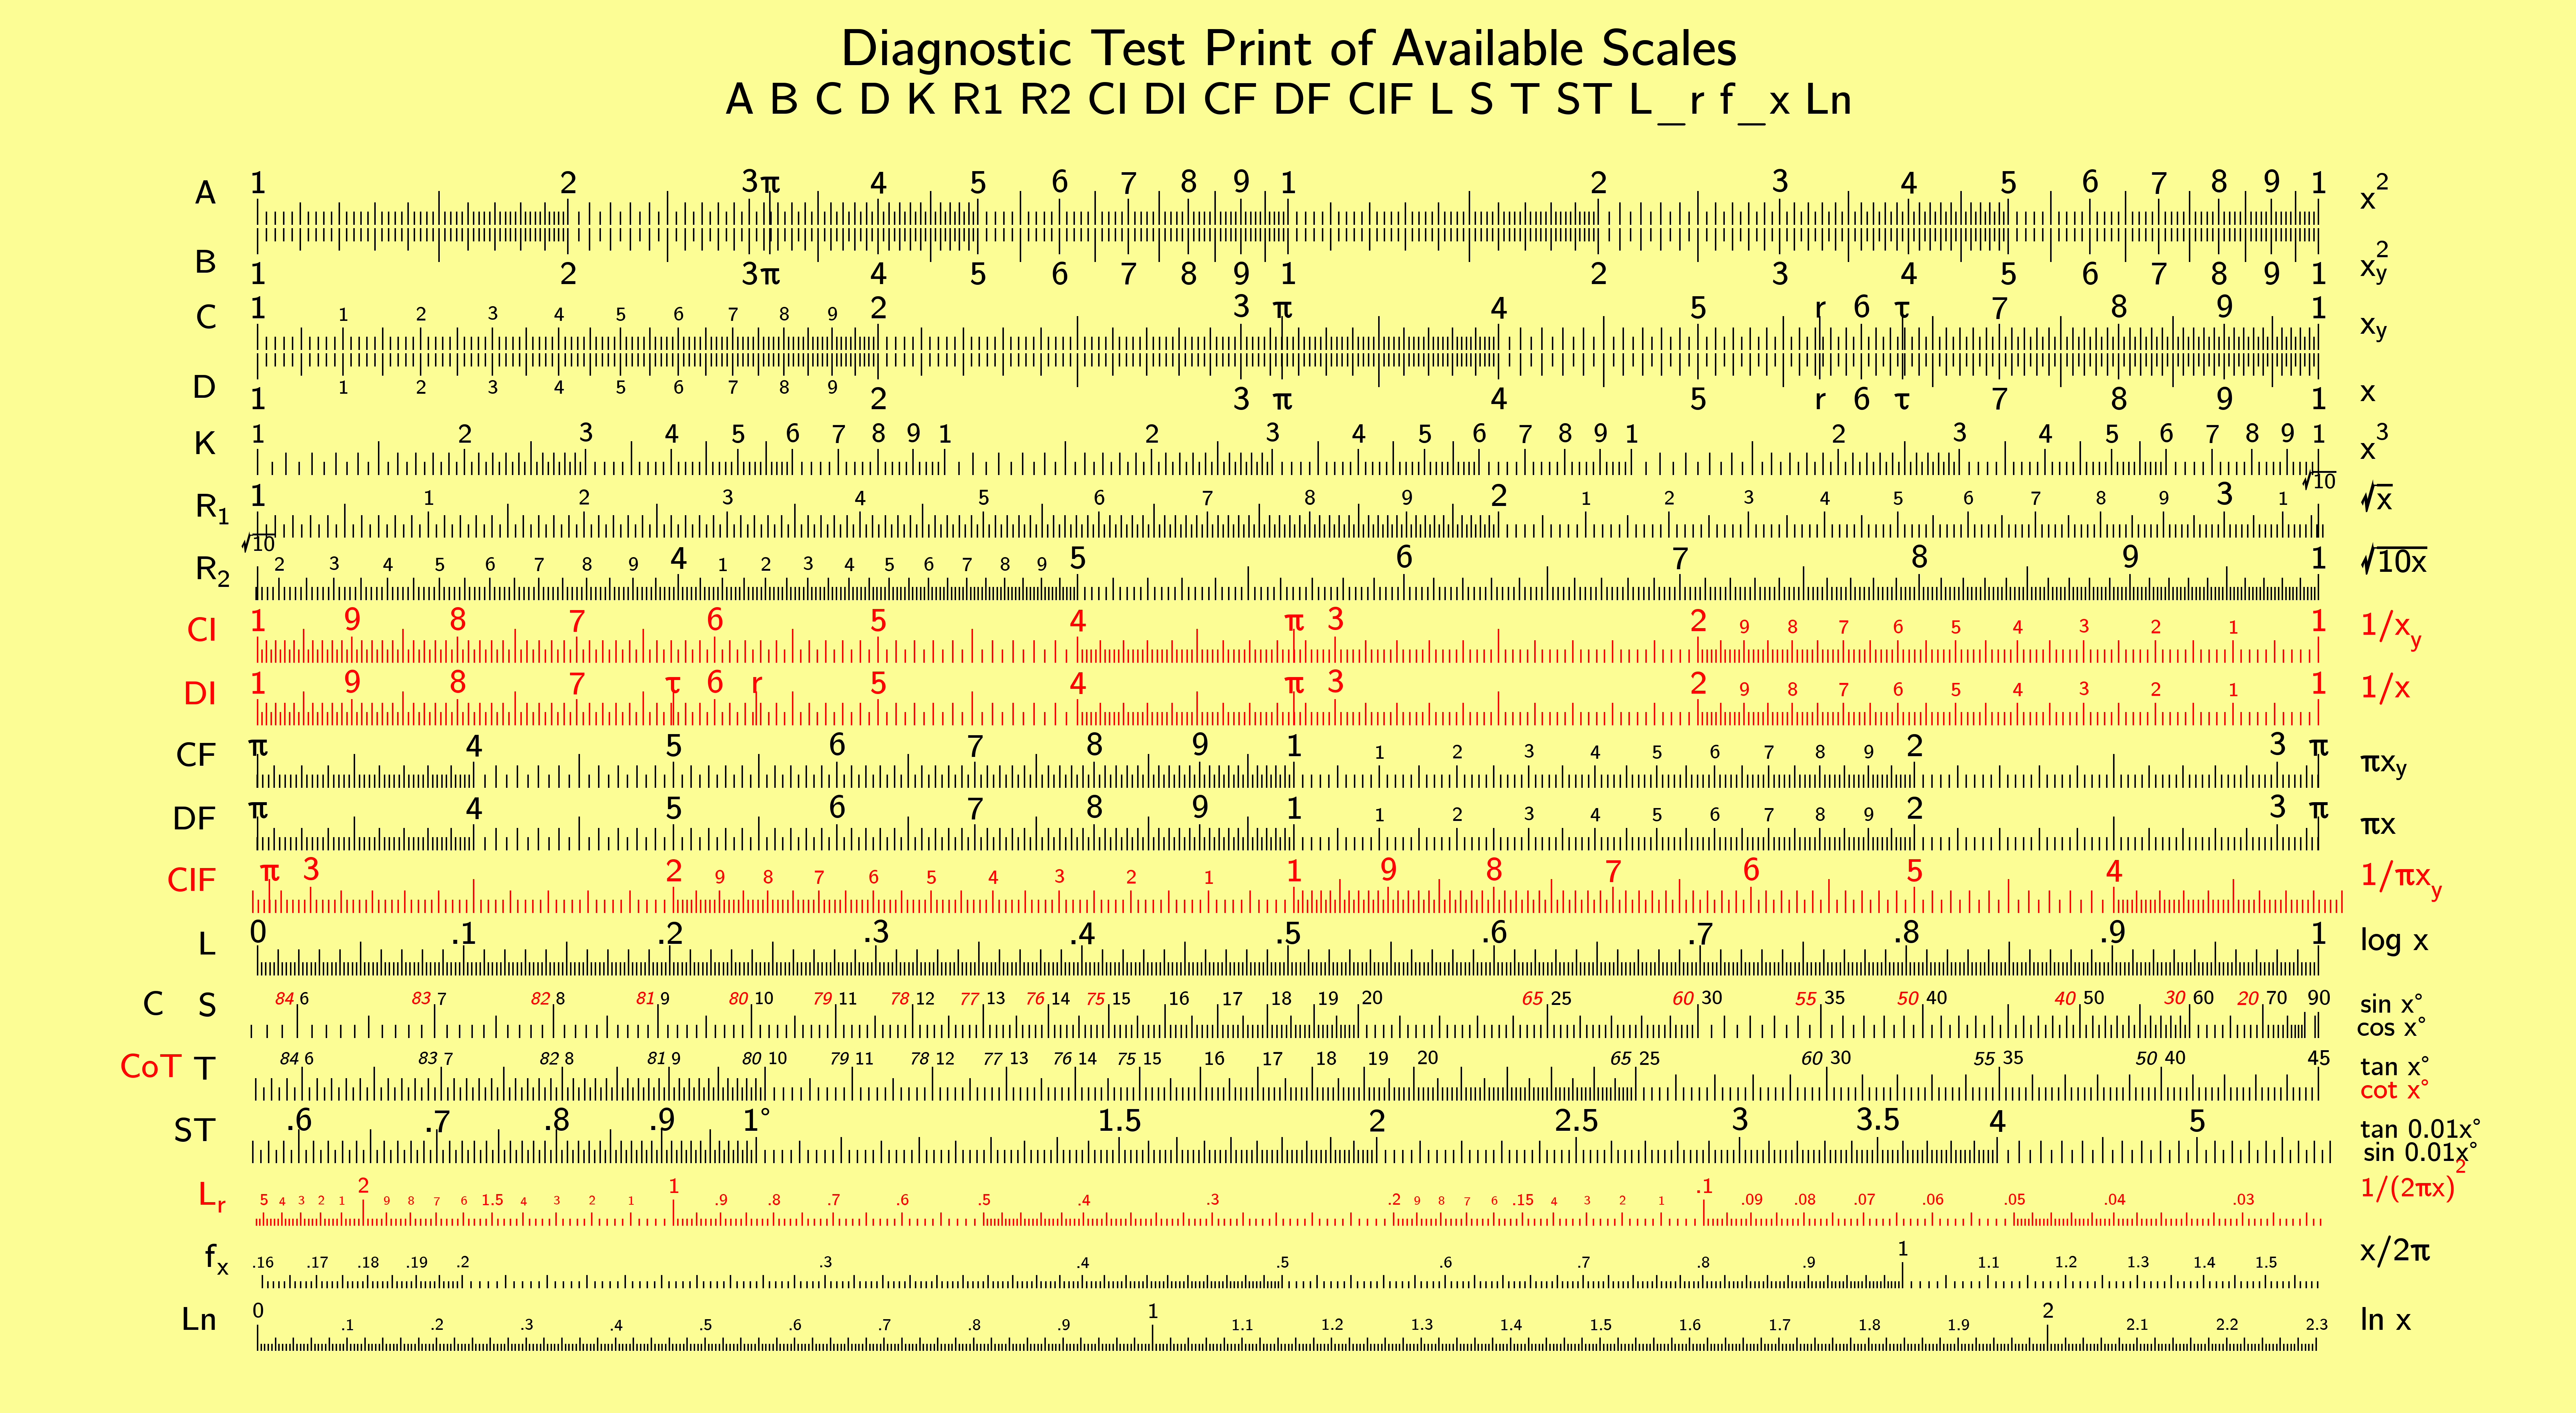 Diagnostic Test Print of Available Scales
A B C D K R1 R2 CI DI CF DF CIF L S T ST L_r f_x Ln
A 1 2 3 π 4 5 6 7 8 9 1 2 3 4 5 6 7 8 9 1 x²
B 1 2 3 π 4 5 6 7 8 9 1 2 3 4 5 6 7 8 9 1 x²y
C 1 1 2 3 4 5 6 7 8 9 2 3 π 4 5 r 6 τ 7 8 9 1 xy
D 1 1 2 3 4 5 6 7 8 9 2 3 π 4 5 r 6 τ 7 8 9 1 x
K 1 2 3 4 5 6 7 8 9 1 2 3 4 5 6 7 8 9 1 2 3 4 5 6 7 8 9 1 x³
R₁ 1 1 2 3 4 5 6 7 8 9 2 1 2 3 4 5 6 7 8 9 3 1 √10 √x
R₂ √10 2 3 4 5 6 7 8 9 4 1 2 3 4 5 6 7 8 9 5 6 7 8 9 1 √10x
CI 1 9 8 7 6 5 4 π 3 2 9 8 7 6 5 4 3 2 1 1 1/xy
DI 1 9 8 7 τ 6 r 5 4 π 3 2 9 8 7 6 5 4 3 2 1 1 1/x
CF π 4 5 6 7 8 9 1 1 2 3 4 5 6 7 8 9 2 3 π πxy
DF π 4 5 6 7 8 9 1 1 2 3 4 5 6 7 8 9 2 3 π πx
CIF π 3 2 9 8 7 6 5 4 3 2 1 1 9 8 7 6 5 4 1/πxy
L 0 .1 .2 .3 .4 .5 .6 .7 .8 .9 1 log x
C S 84 6 83 7 82 8 81 9 80 10 79 11 78 12 77 13 76 14 75 15 16 17 18 19 20 65 25 60 30 55 35 50 40 40 50 30 60 20 70 90 sin x°
cos x°
CoT T 84 6 83 7 82 8 81 9 80 10 79 11 78 12 77 13 76 14 75 15 16 17 18 19 20 65 25 60 30 55 35 50 40 45 tan x°
cot x°
ST .6 .7 .8 .9 1° 1.5 2 2.5 3 3.5 4 5 tan 0.01x°
sin 0.01x°
Lr 5 4 3 2 1 2 9 8 7 6 1.5 4 3 2 1 1 .9 .8 .7 .6 .5 .4 .3 .2 9 8 7 6 .15 4 3 2 1 .1 .09 .08 .07 .06 .05 .04 .03 1/(2πx)²
fx .16 .17 .18 .19 .2 .3 .4 .5 .6 .7 .8 .9 1 1.1 1.2 1.3 1.4 1.5 x/2π
Ln 0 .1 .2 .3 .4 .5 .6 .7 .8 .9 1 1.1 1.2 1.3 1.4 1.5 1.6 1.7 1.8 1.9 2 2.1 2.2 2.3 ln x